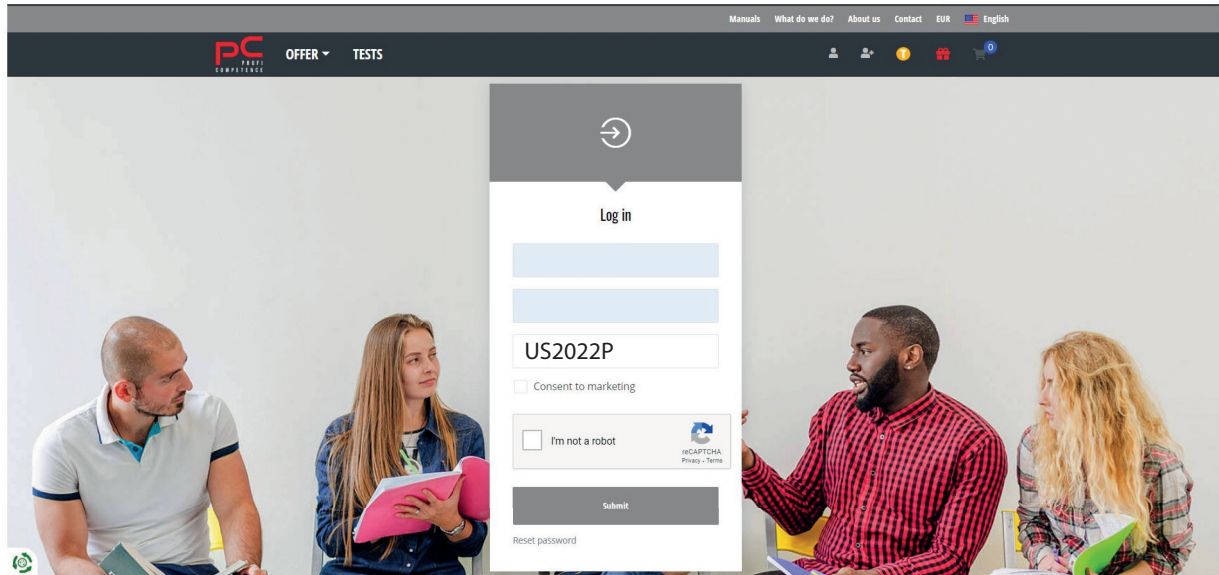 Manuals What do we do? About us Contact EUR English
PC PROFI COMPETENCE OFFER TESTS T 0
Log in
US2022P
Consent to marketing
I'm not a robot
reCAPTCHA
Privacy - Terms
Submit
Reset password